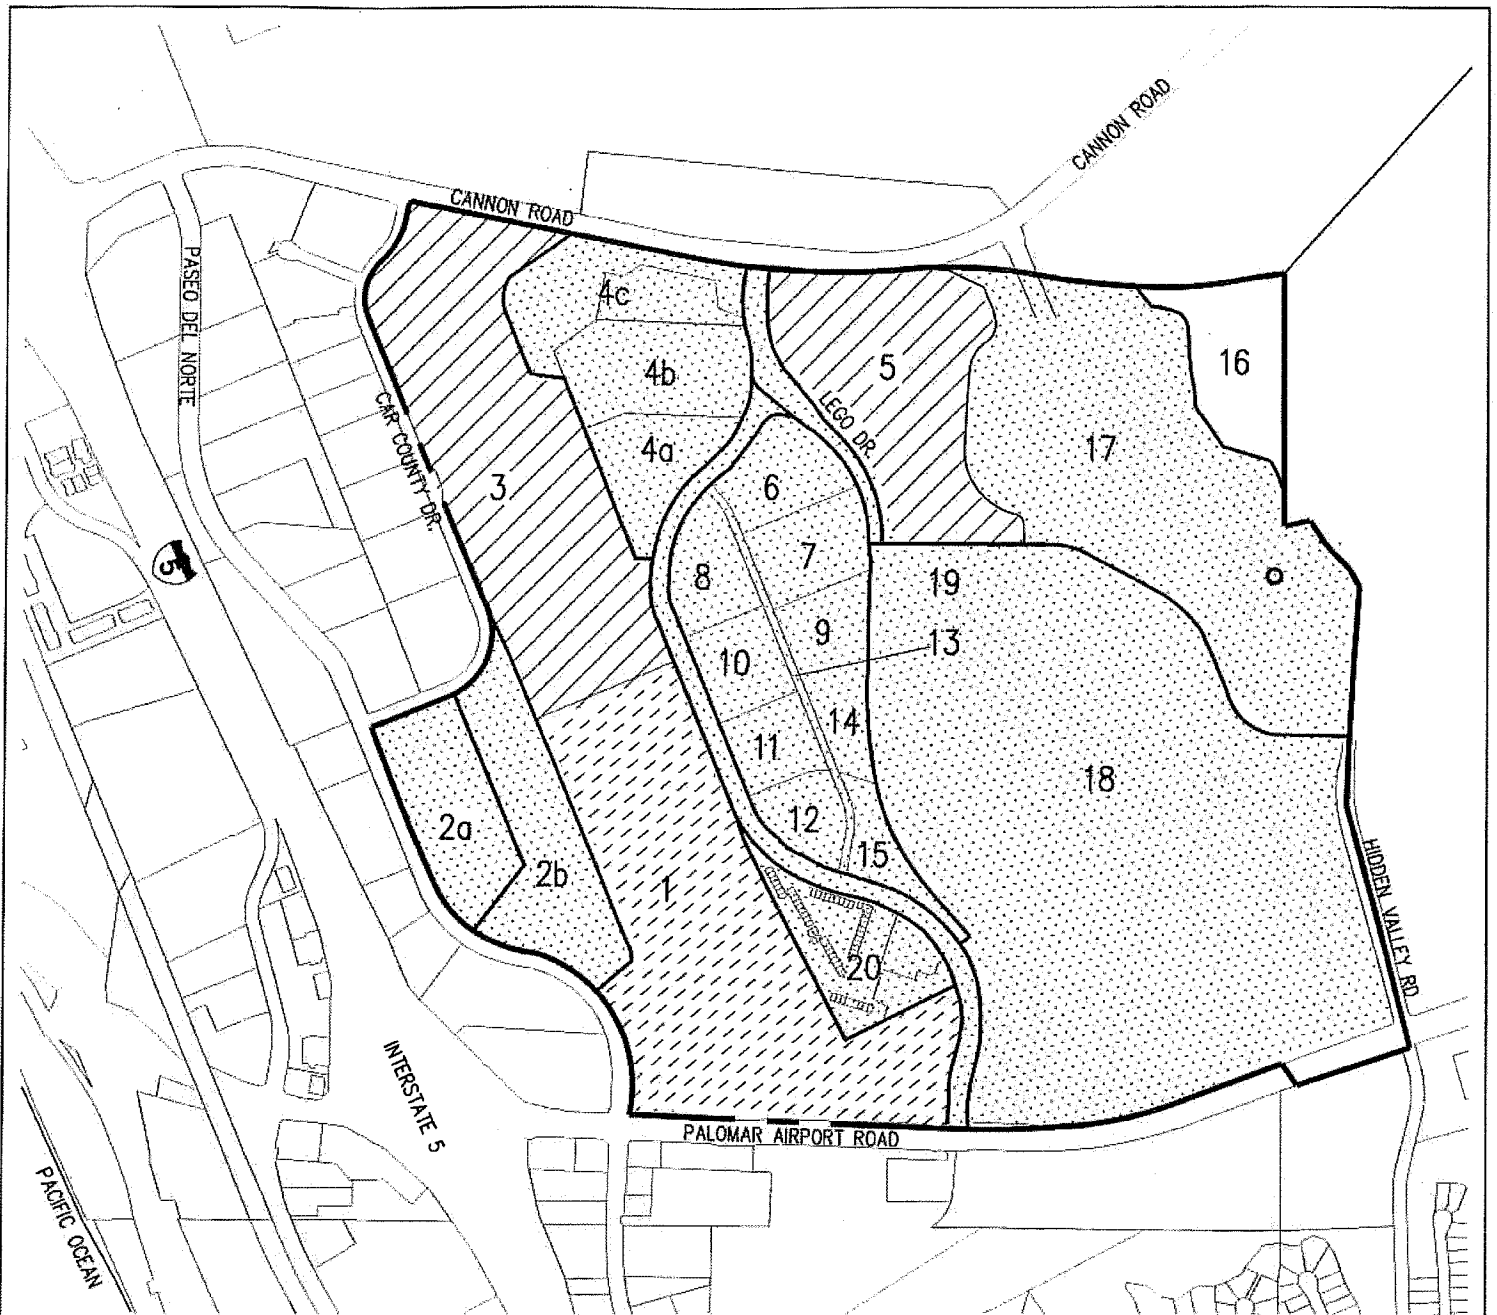 CANNON ROAD
CANNON ROAD
PASEO DEL NORTE
4c
16
5
4b
LEGO DR
CAR COUNTY DR.
17
4a
3
6
7
5
8
19
9
13
10
14
11
18
12
2a
15
2b
1
HIDDEN VALLEY RD
20
INTERSTATE 5
PALOMAR AIRPORT ROAD
PACIFIC OCEAN